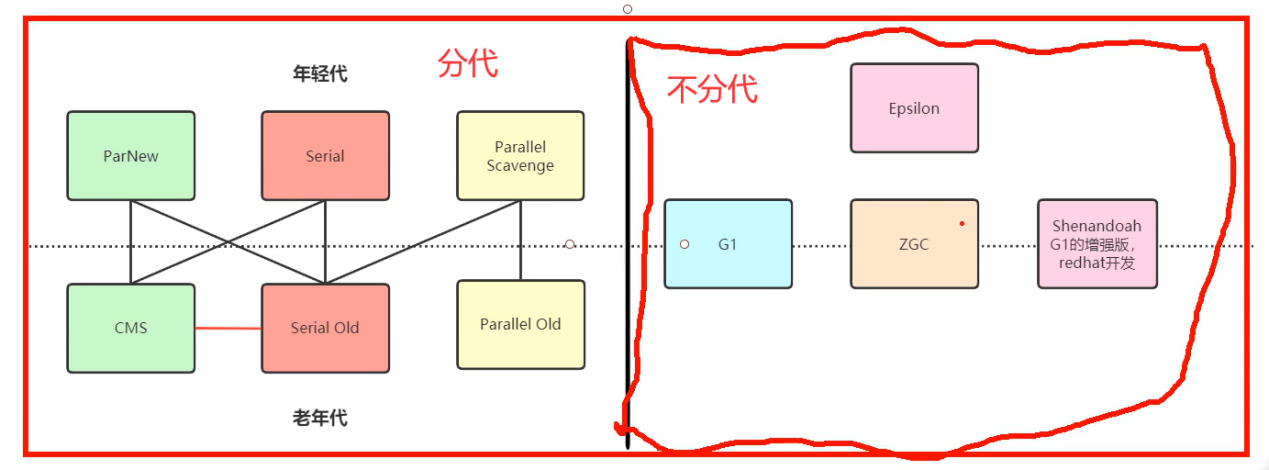 年轻代
分代
不分代
ParNew
Serial
Parallel
Scavenge
Epsilon
G1
ZGC
Shenandoah
G1的增强版，
redhat开发
CMS
Serial Old
Parallel Old
老年代